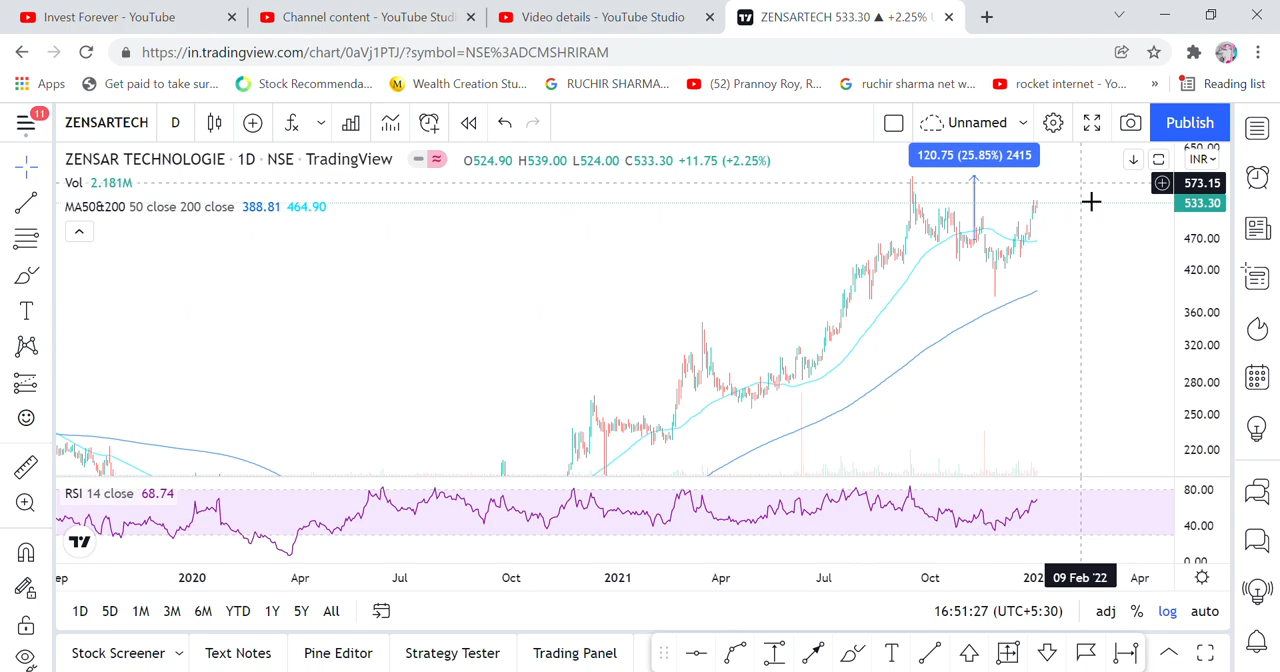 Invest Forever - YouTube
Channel content - YouTube Studi
Video details - YouTube Studio
ZENSARTECH 533.30 ▲ +2.25%
https://in.tradingview.com/chart/0aVj1PTJ/?symbol=NSE%3ADCMSHRIRAM
Apps
Get paid to take sur...
Stock Recommenda...
Wealth Creation Stu...
RUCHIR SHARMA...
(52) Prannoy Roy, R...
ruchir sharma net w...
rocket internet - Yo...
»
Reading list
11
ZENSARTECH
D
Unnamed
Publish
ZENSAR TECHNOLOGIE · 1D · NSE · TradingView
O524.90 H539.00 L524.00 C533.30 +11.75 (+2.25%)
120.75 (25.85%) 2415
INR
Vol 2.181M
573.15
MA50&200 50 close 200 close 388.81 464.90
533.30
470.00
420.00
360.00
320.00
280.00
250.00
220.00
RSI 14 close 68.74
80.00
40.00
0.00
ep
2020
Apr
Jul
Oct
2021
Apr
Jul
Oct
202
09 Feb '22
Apr
1D
5D
1M
3M
6M
YTD
1Y
5Y
All
16:51:27 (UTC+5:30)
adj
%
log
auto
Stock Screener
Text Notes
Pine Editor
Strategy Tester
Trading Panel